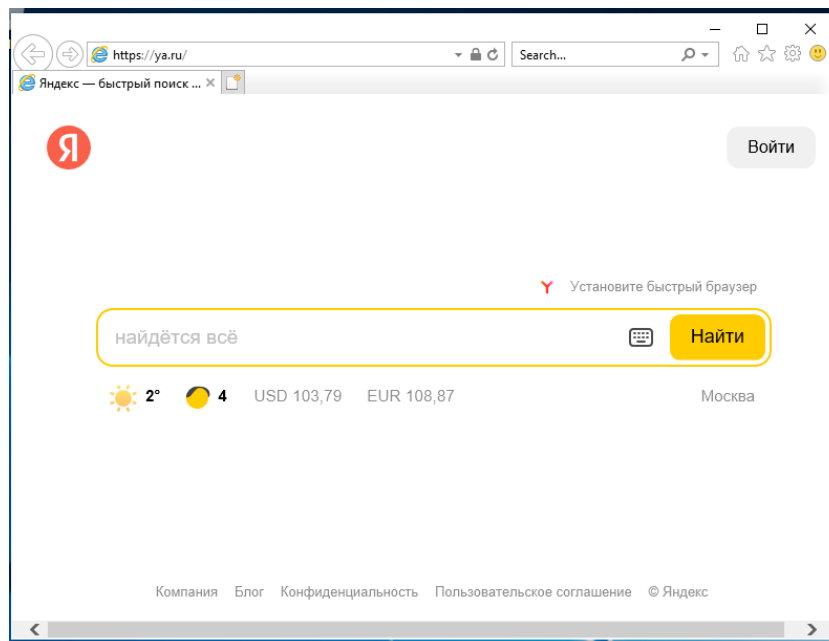 https://ya.ru/
Search...
Яндекс — быстрый поиск ...
Я
Войти
Y Установите быстрый браузер
найдётся всё
Найти
2° 4 USD 103,79 EUR 108,87 Москва
Компания Блог Конфиденциальность Пользовательское соглашение © Яндекс